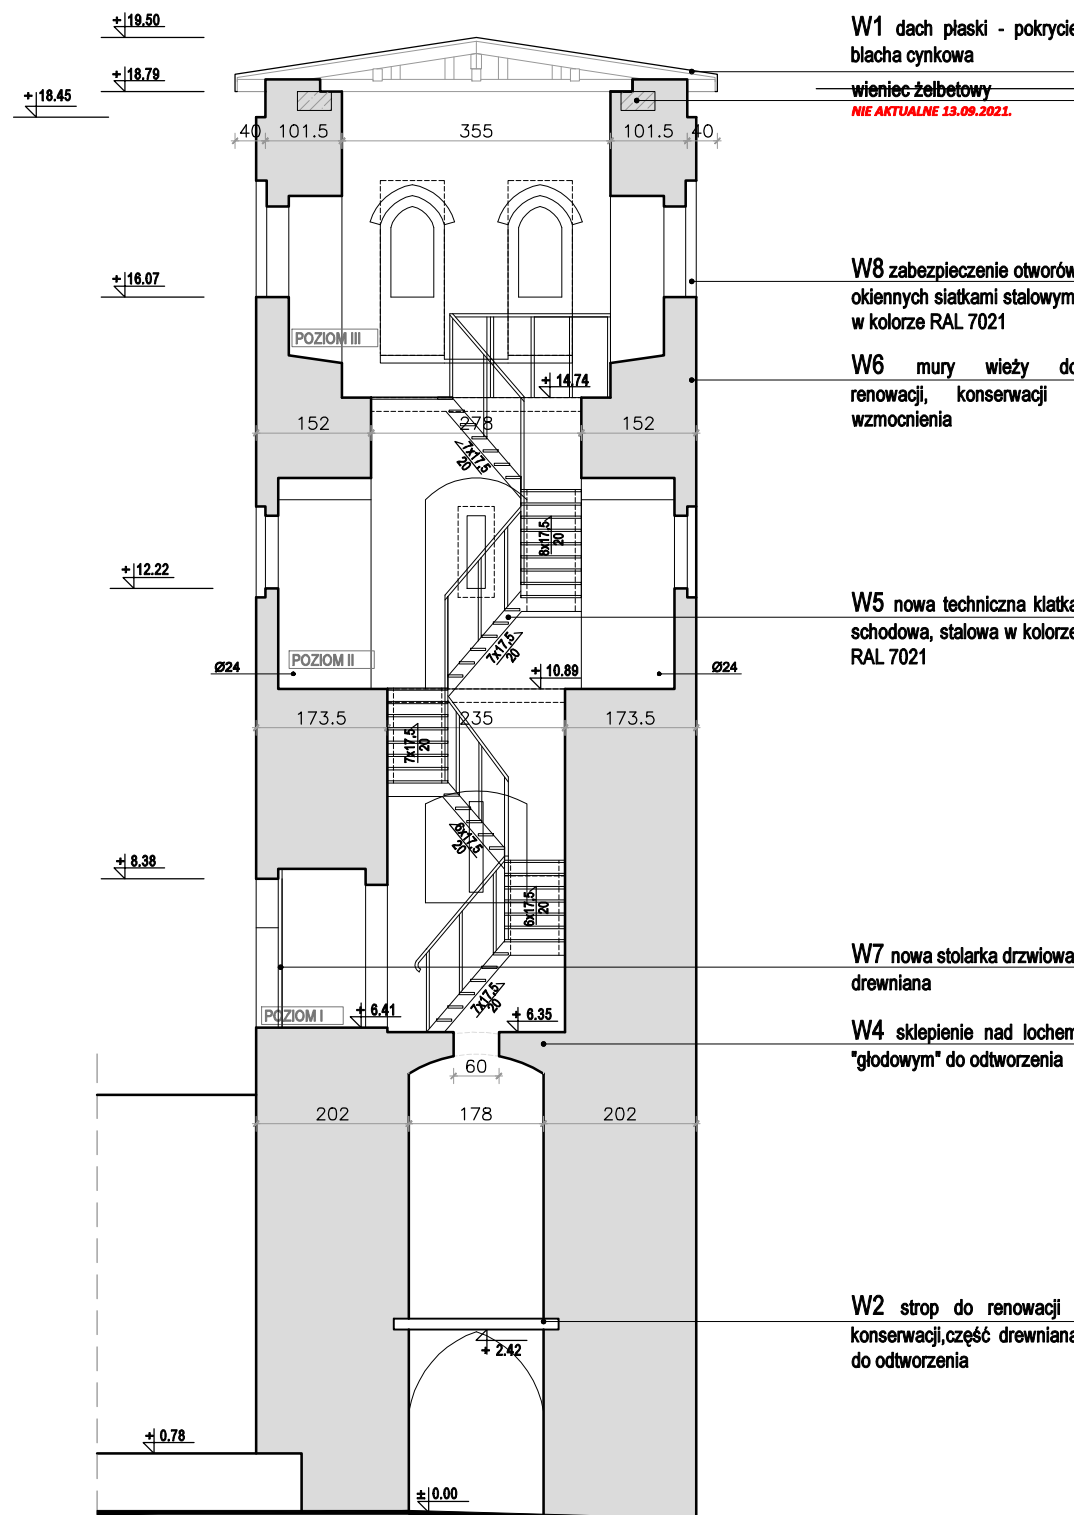 + 19.50
W1 dach płaski - pokrycie
blacha cynkowa
+ 18.79
+ 18.45
wieniec żelbetowy
NIE AKTUALNE 13.09.2021.
40 101.5 355 101.5 40
+ 16.07
W8 zabezpieczenie otworów
okiennych siatkami stalowym
w kolorze RAL 7021
POZIOM III
W6 mury wieży do
renowacji, konserwacji
wzmocnienia
+ 14.74
152 278 152
7x17,5
20
8x17,5
20
+ 12.22
W5 nowa techniczna klatka
schodowa, stalowa w kolorze
RAL 7021
7x17,5
20
POZIOM II
Ø24
+ 10.89
Ø24
173.5 235 173.5
7x17,5
20
6x17,5
20
+ 8.38
6x17,5
20
W7 nowa stolarka drzwiowa
drewniana
7x17,5
20
POZIOM I
+ 6.41
+ 6.35
W4 sklepienie nad lochem
"głodowym" do odtworzenia
60
202 178 202
W2 strop do renowacji
konserwacji,część drewniana
do odtworzenia
+ 2.42
+ 0.78
± 0.00